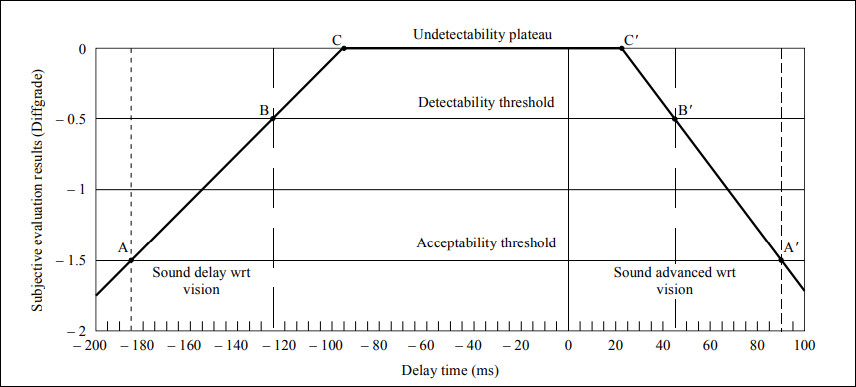 Undetectability plateau
C
C′
0
Detectability threshold
B
B′
– 0.5
– 1
Acceptability threshold
A
A′
– 1.5
Sound delay wrt
vision
Sound advanced wrt
vision
– 2
– 200 – 180 – 160 – 140 – 120 – 100 – 80 – 60 – 40 – 20 0 20 40 60 80 100
Delay time (ms)
Subjective evaluation results (Diffgrade)